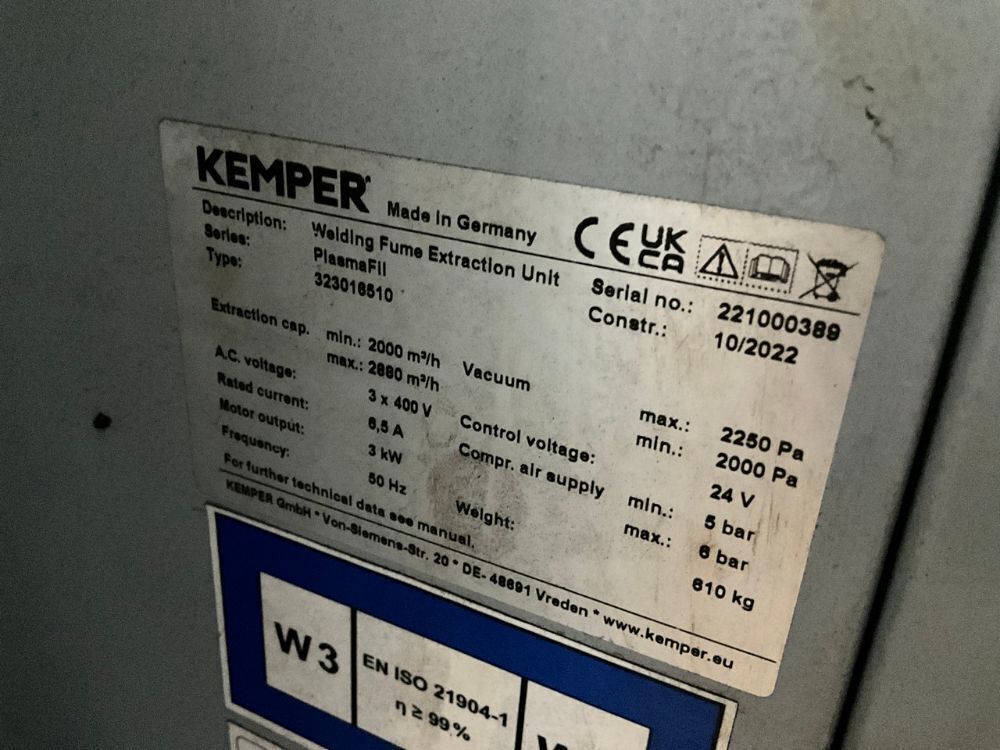 KEMPER Made in Germany CE UK CA
Description: Welding Fume Extraction Unit
Series: PlasmaFil
Type: 323016510
Serial no.: 221000389
Constr.: 10/2022
Extraction cap. min.: 2000 m³/h
max.: 2880 m³/h
A.C. voltage: 3 x 400 V
Rated current: 6,5 A
Motor output: 3 kW
Frequency: 50 Hz
Vacuum max.: 2250 Pa
min.: 2000 Pa
Control voltage: 24 V
Compr. air supply min.: 5 bar
max.: 6 bar
Weight: 610 kg
For further technical data see manual.
KEMPER GmbH * Von-Siemens-Str. 20 * DE- 48691 Vreden * www.kemper.eu
W3
EN ISO 21904-1
η ≥ 99%